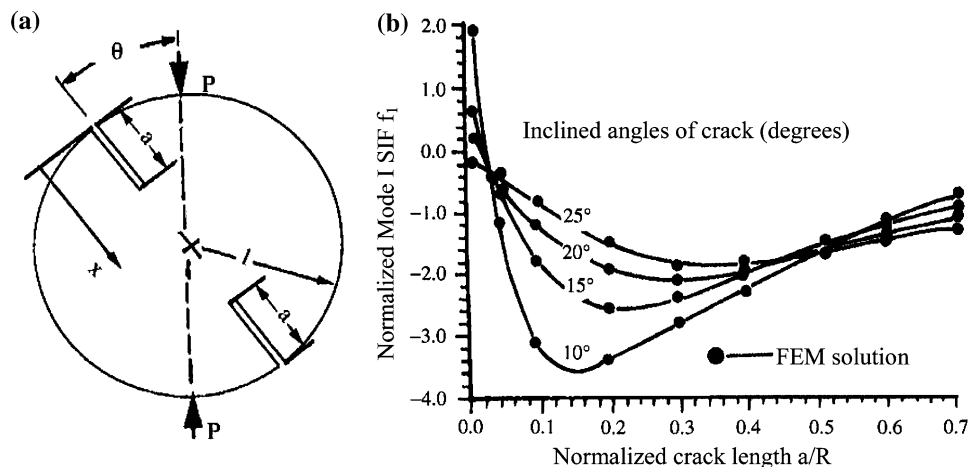 (a)
θ
P
a
x
l
a
P
(b)
Normalized Mode I SIF f₁
2.0
1.0
0.0
−1.0
−2.0
−3.0
−4.0
Inclined angles of crack (degrees)
25°
20°
15°
10°
FEM solution
0.0 0.1 0.2 0.3 0.4 0.5 0.6 0.7
Normalized crack length a/R